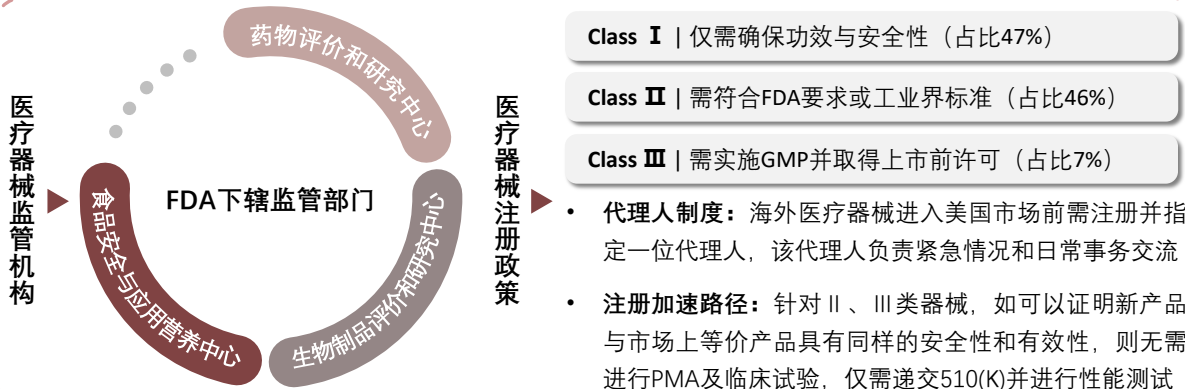 医疗器械监管机构
药物评价和研究中心
食品安全与应用营养中心
生物制品评价和研究中心
FDA下辖监管部门
医疗器械注册政策
Class Ⅰ | 仅需确保功效与安全性（占比47%）
Class Ⅱ | 需符合FDA要求或工业界标准（占比46%）
Class Ⅲ | 需实施GMP并取得上市前许可（占比7%）
• 代理人制度：海外医疗器械进入美国市场前需注册并指
定一位代理人，该代理人负责紧急情况和日常事务交流
• 注册加速路径：针对Ⅱ、Ⅲ类器械，如可以证明新产品
与市场上等价产品具有同样的安全性和有效性，则无需
进行PMA及临床试验，仅需递交510(K)并进行性能测试